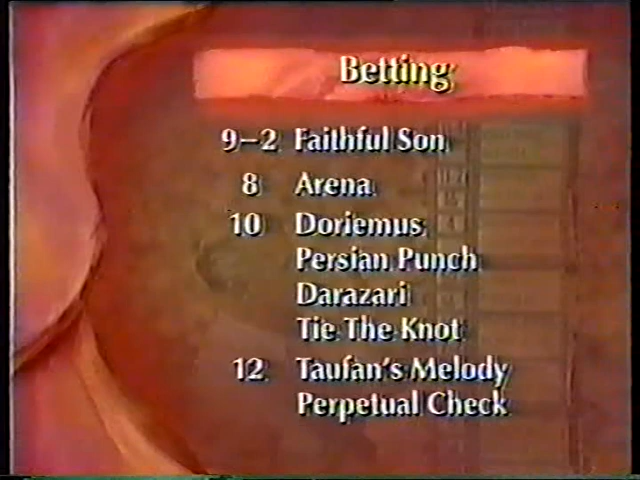 Betting
9–2 Faithful Son
8 Arena
10 Doriemus
Persian Punch
Darazari
Tie The Knot
12 Taufan's Melody
Perpetual Check